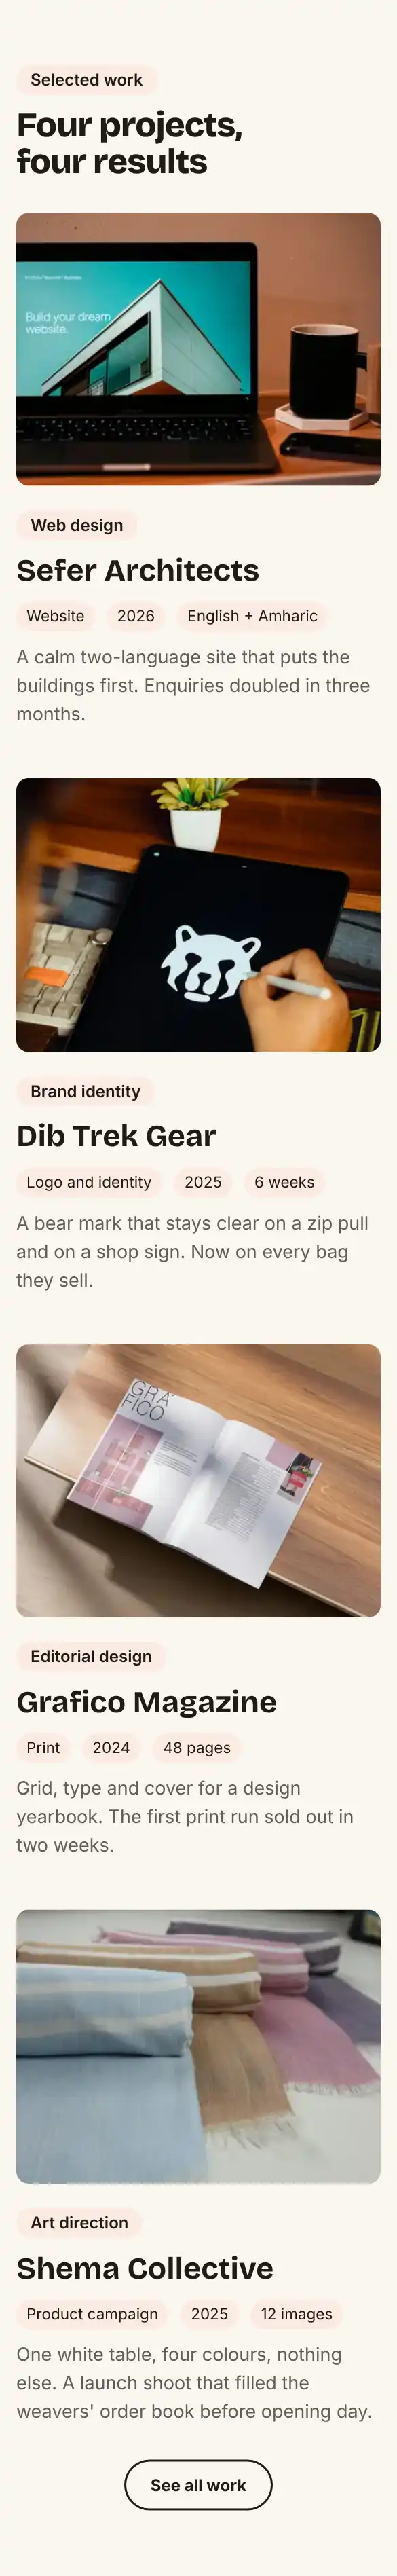 Selected work
Four projects,
four results
Build your dream
website.
Web design
Sefer Architects
Website 2026 English + Amharic
A calm two-language site that puts the
buildings first. Enquiries doubled in three
months.
Brand identity
Dib Trek Gear
Logo and identity 2025 6 weeks
A bear mark that stays clear on a zip pull
and on a shop sign. Now on every bag
they sell.
GRA
FICO
Editorial design
Grafico Magazine
Print 2024 48 pages
Grid, type and cover for a design
yearbook. The first print run sold out in
two weeks.
Art direction
Shema Collective
Product campaign 2025 12 images
One white table, four colours, nothing
else. A launch shoot that filled the
weavers' order book before opening day.
See all work